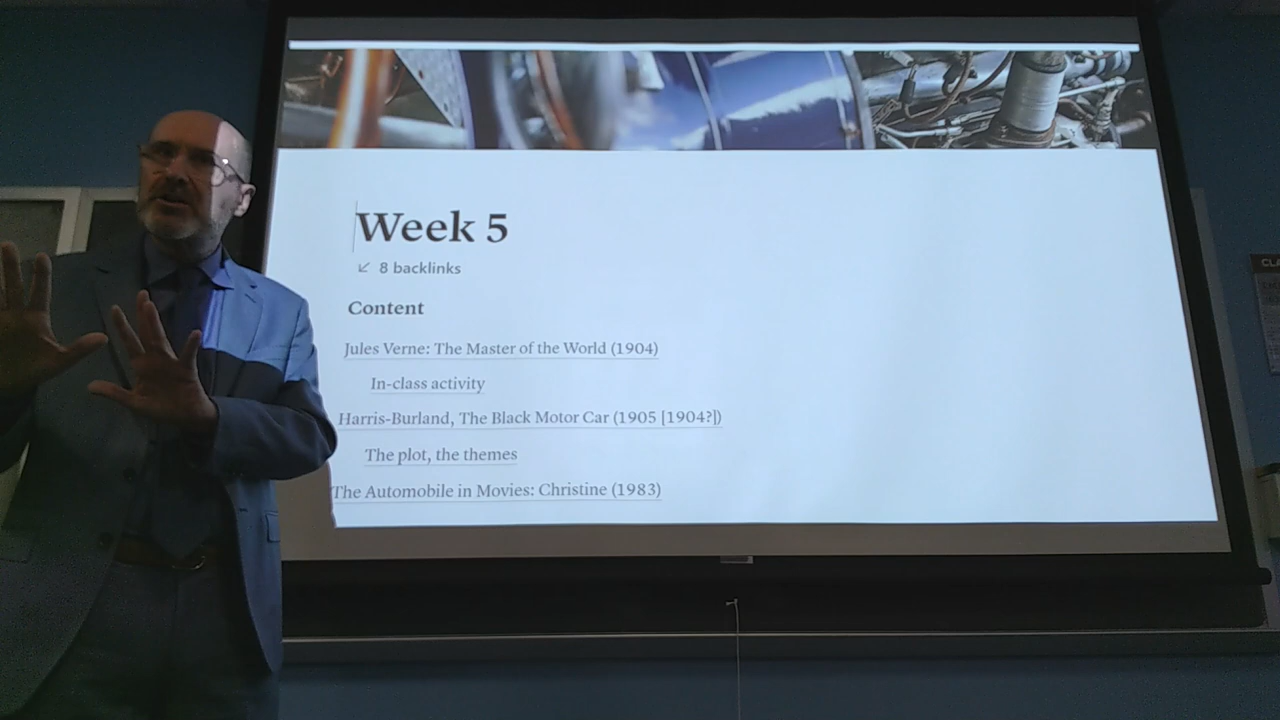 Week 5
8 backlinks
Content
Jules Verne: The Master of the World (1904)
In-class activity
Harris-Burland, The Black Motor Car (1905 [1904?])
The plot, the themes
The Automobile in Movies: Christine (1983)